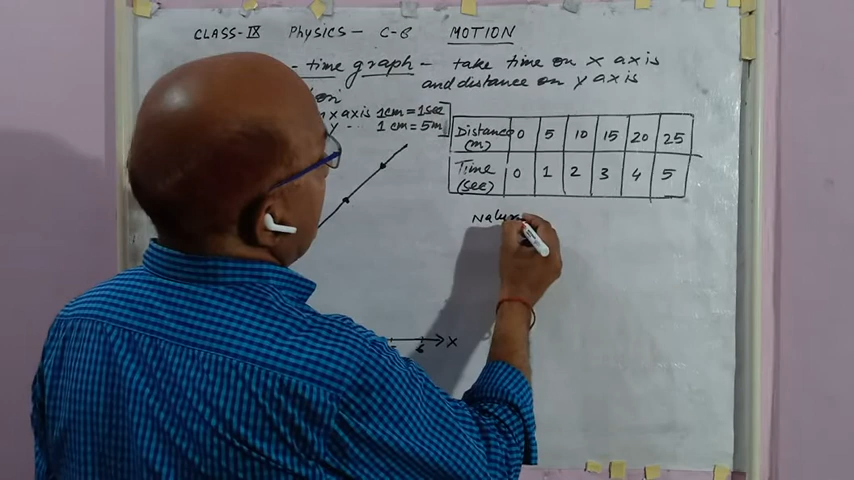 CLASS-IX Physics - C-8 MOTION
- time graph - take time on X axis
and distance on y axis
x axis 1cm = 1sec
y - 1 cm = 5m
Distance (m) 0 5 10 15 20 25
Time (sec) 0 1 2 3 4 5
X